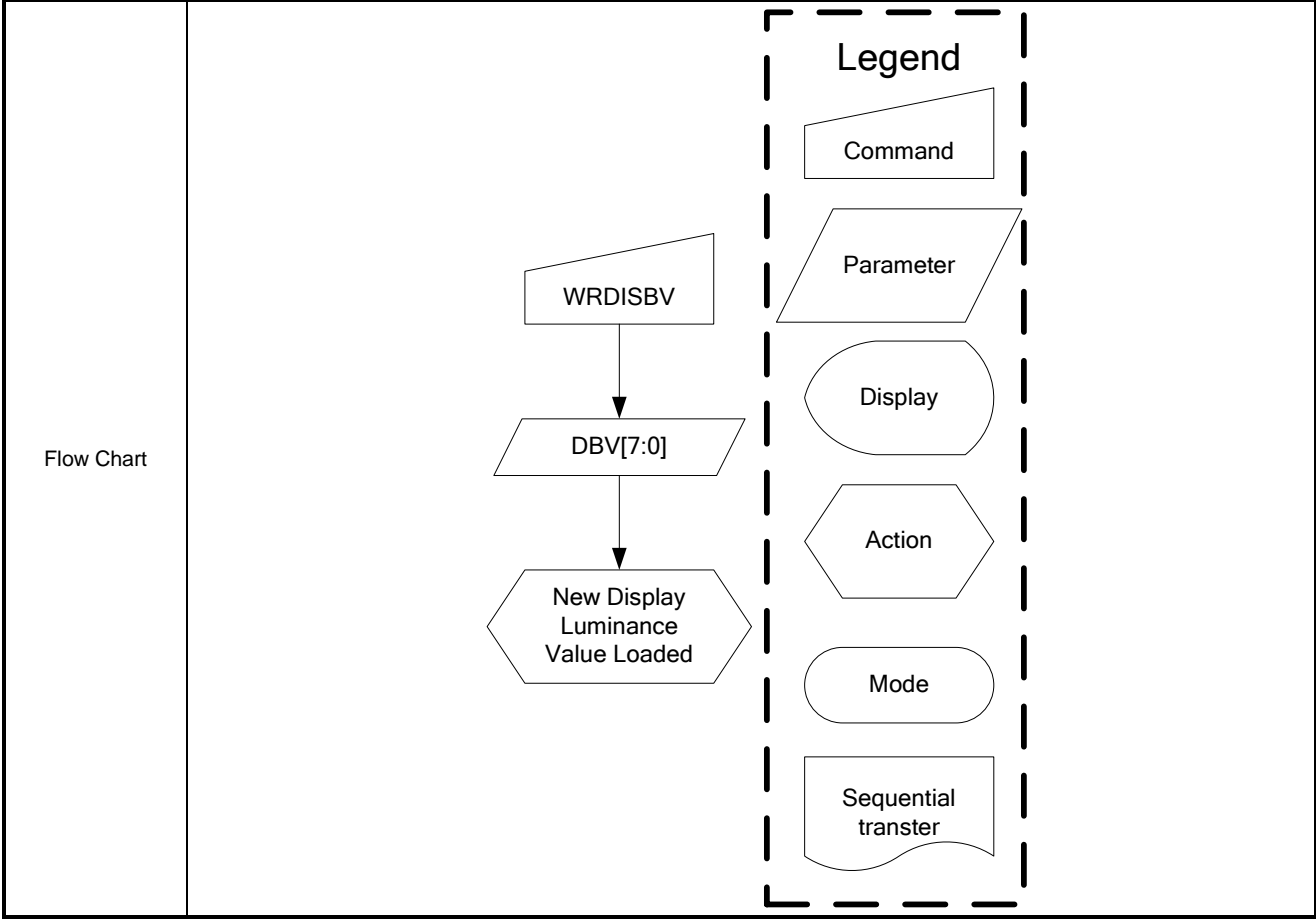 Flow Chart
WRDISBV
DBV[7:0]
New Display
Luminance
Value Loaded
Legend
Command
Parameter
Display
Action
Mode
Sequential
transter